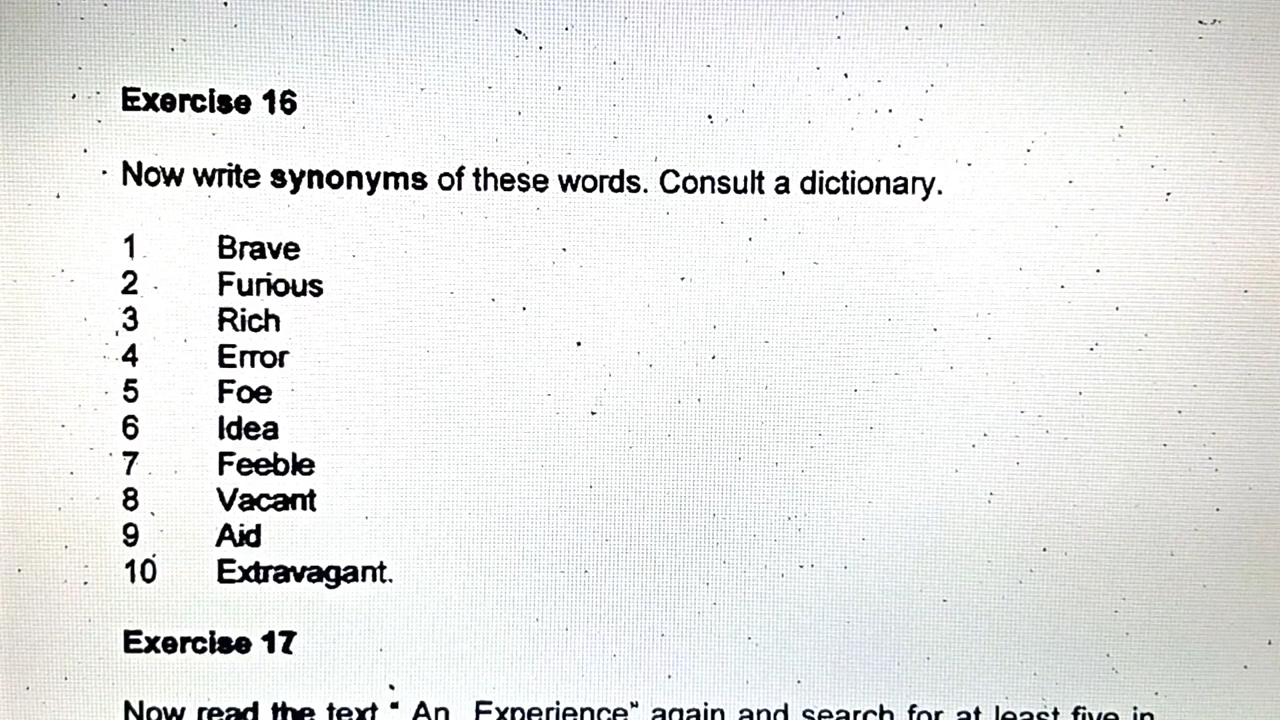 Exercise 16
Now write synonyms of these words. Consult a dictionary.
1 Brave
2 Furious
3 Rich
4 Error
5 Foe
6 Idea
7 Feeble
8 Vacant
9 Aid
10 Extravagant.
Exercise 17
Now read the text " An Experience" again and search for at least five in